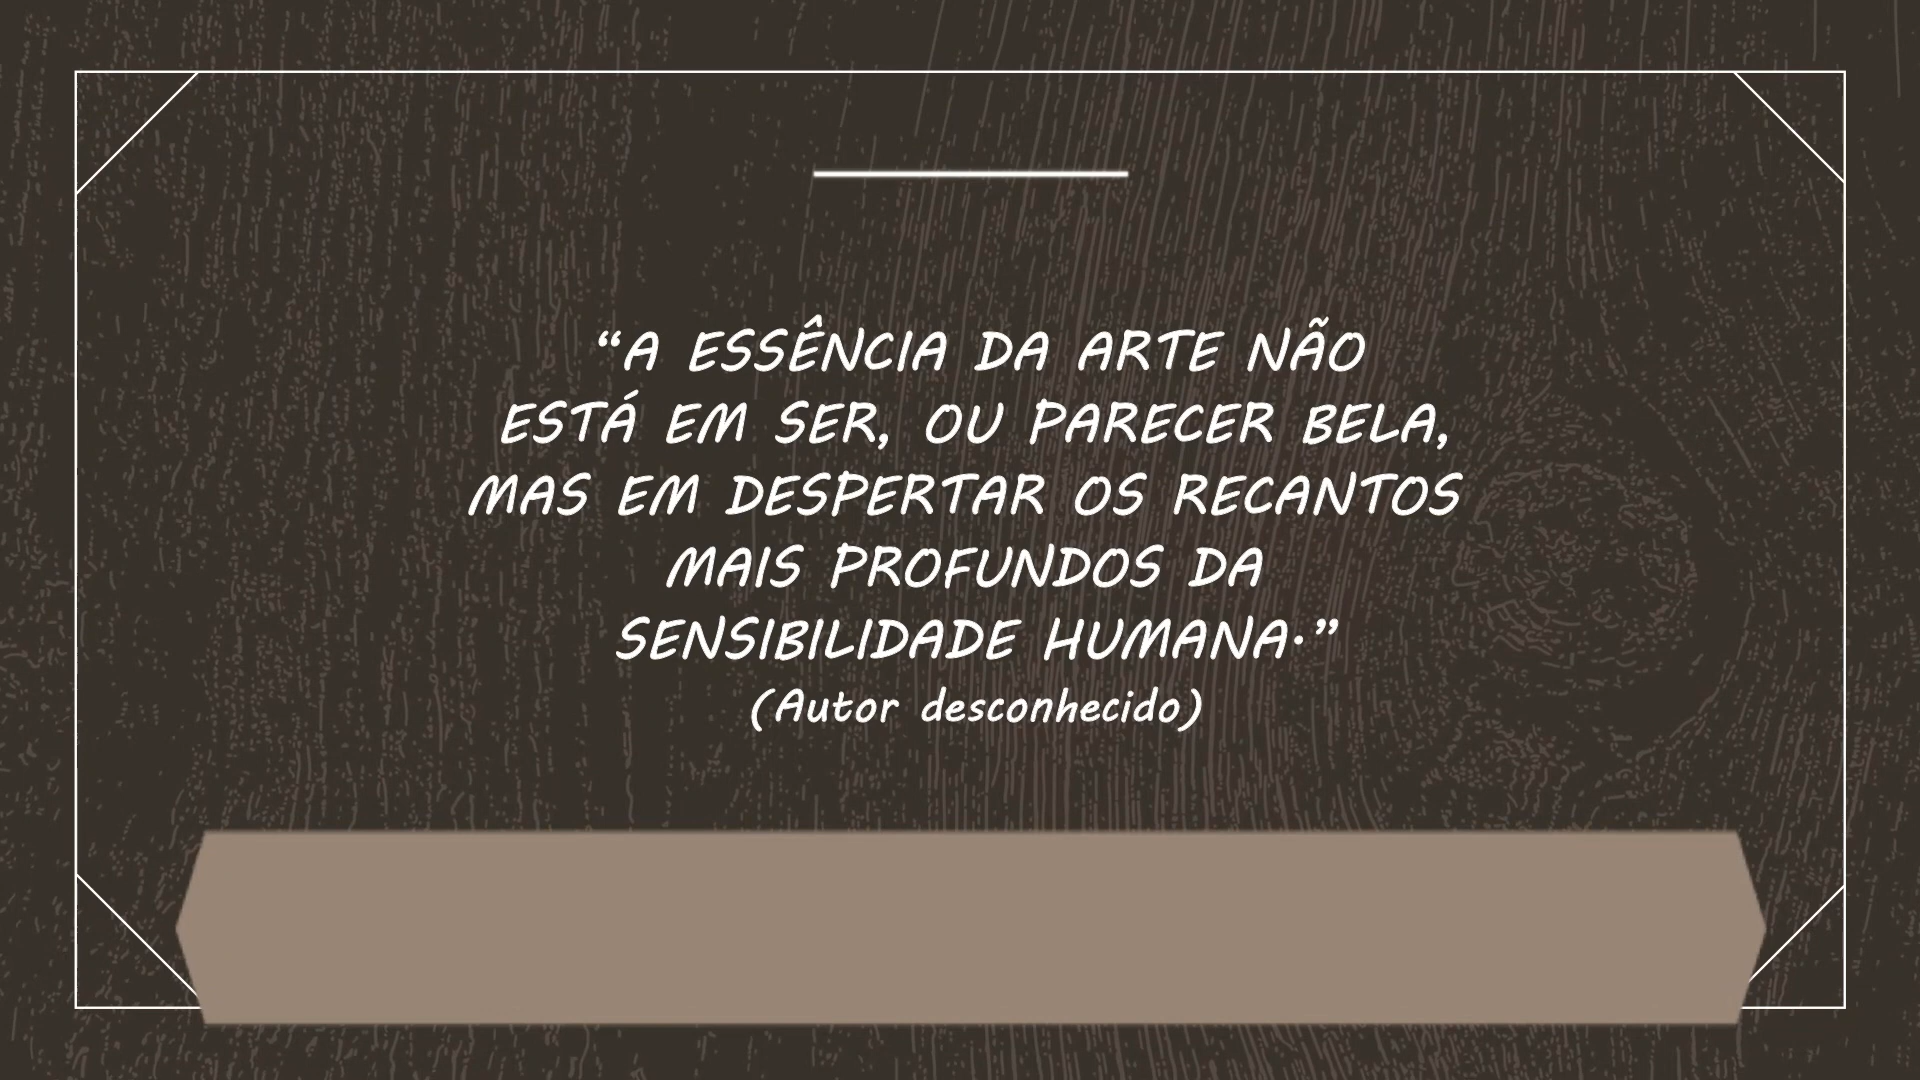 “A ESSÊNCIA DA ARTE NÃO
ESTÁ EM SER, OU PARECER BELA,
MAS EM DESPERTAR OS RECANTOS
MAIS PROFUNDOS DA
SENSIBILIDADE HUMANA.”
(Autor desconhecido)